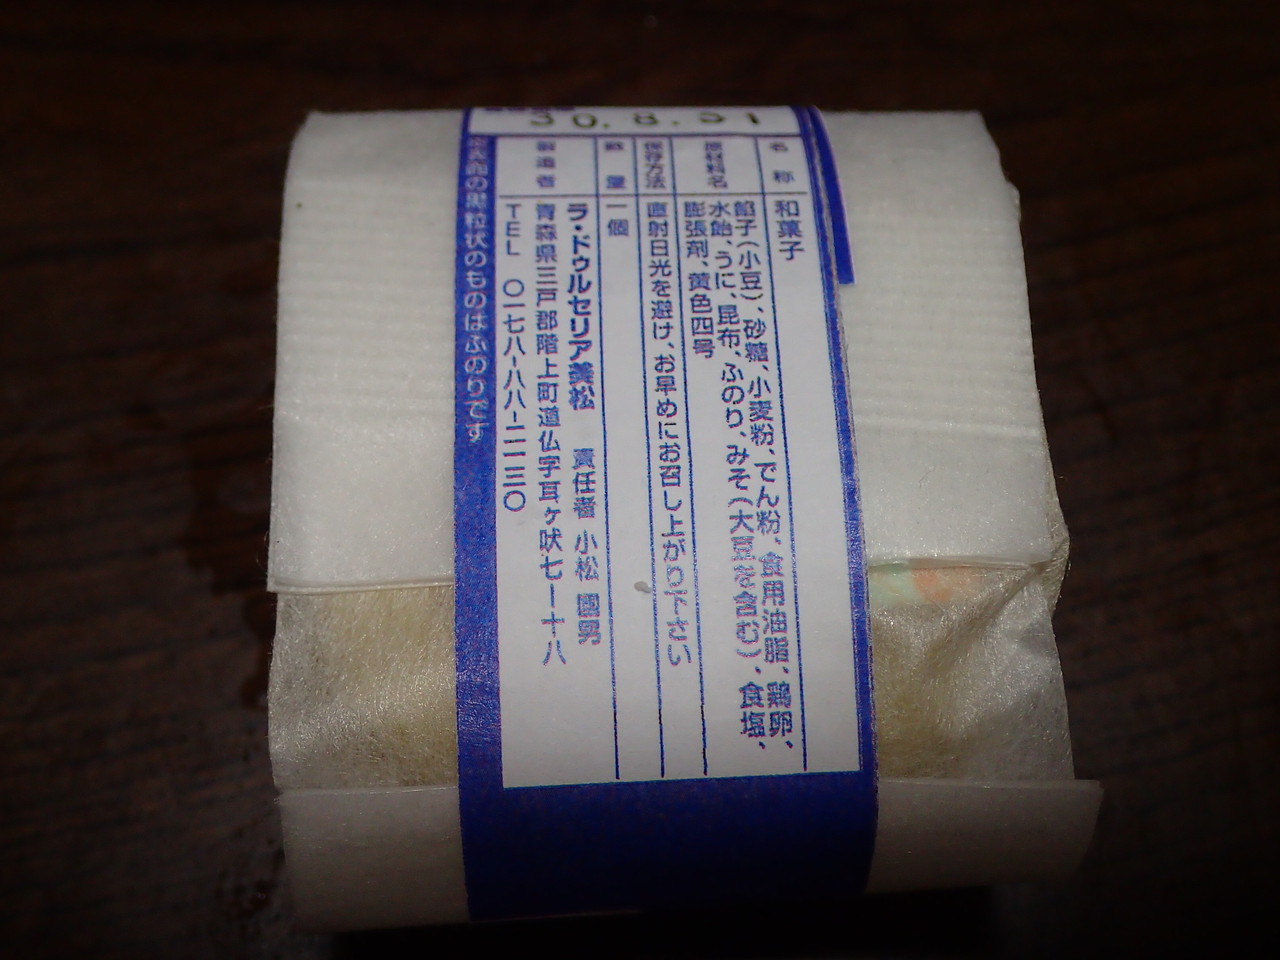 30.8.21
名称 和菓子
原材料名 餡子(小豆)、砂糖、小麦粉、でん粉、食用油脂、鶏卵、
水飴、うに、昆布、ふのり、みそ(大豆を含む)、食塩、
膨張剤、黄色四号
保存方法 直射日光を避け、お早めにお召し上がり下さい
数量 一個
製造者 ラ・ドゥルセリア美松 責任者 小松 園男
青森県三戸郡階上町道仏字耳ヶ吠七ー十八
TEL 〇一七八ー八八ー二二三〇
表面の黒粒状のものはふのりです